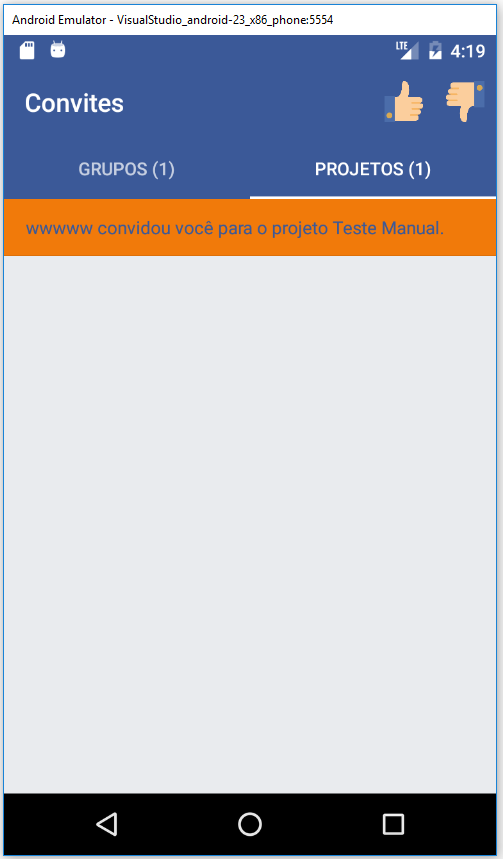 Android Emulator - VisualStudio_android-23_x86_phone:5554
LTE 4:19
Convites
GRUPOS (1) PROJETOS (1)
wwwww convidou você para o projeto Teste Manual.